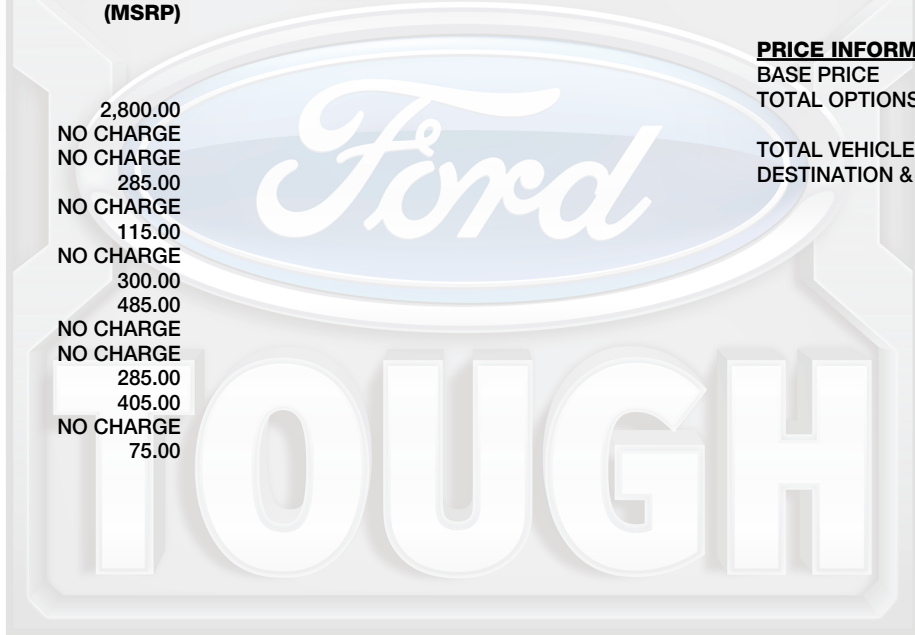 (MSRP)
2,800.00
NO CHARGE
NO CHARGE
285.00
NO CHARGE
115.00
NO CHARGE
300.00
485.00
NO CHARGE
NO CHARGE
285.00
405.00
NO CHARGE
75.00
PRICE INFORM
BASE PRICE
TOTAL OPTIONS
TOTAL VEHICLE
DESTINATION &
Ford
TOUGH